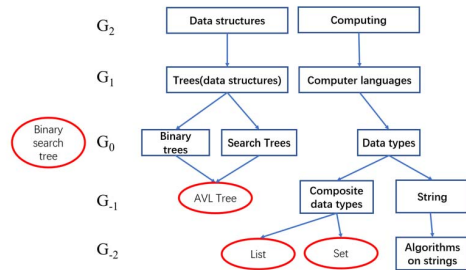 G2
Data structures
Computing
G1
Trees(data structures)
Computer languages
Binary
search
tree
G0
Binary
trees
Search Trees
Data types
G-1
AVL Tree
Composite
data types
String
G-2
List
Set
Algorithms
on strings